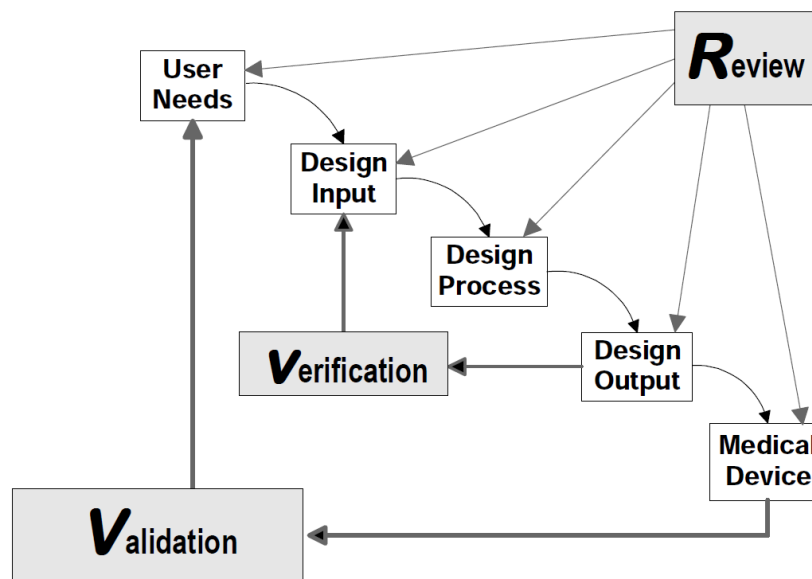 User
Needs
Review
Design
Input
Design
Process
Verification
Design
Output
Medical
Device
Validation